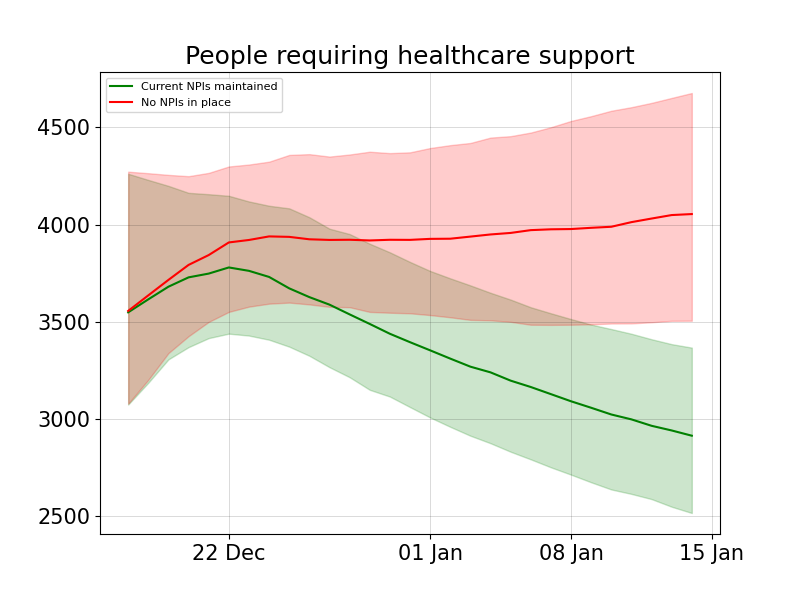 People requiring healthcare support
Current NPIs maintained
No NPIs in place
4500
4000
3500
3000
2500
22 Dec
01 Jan
08 Jan
15 Jan